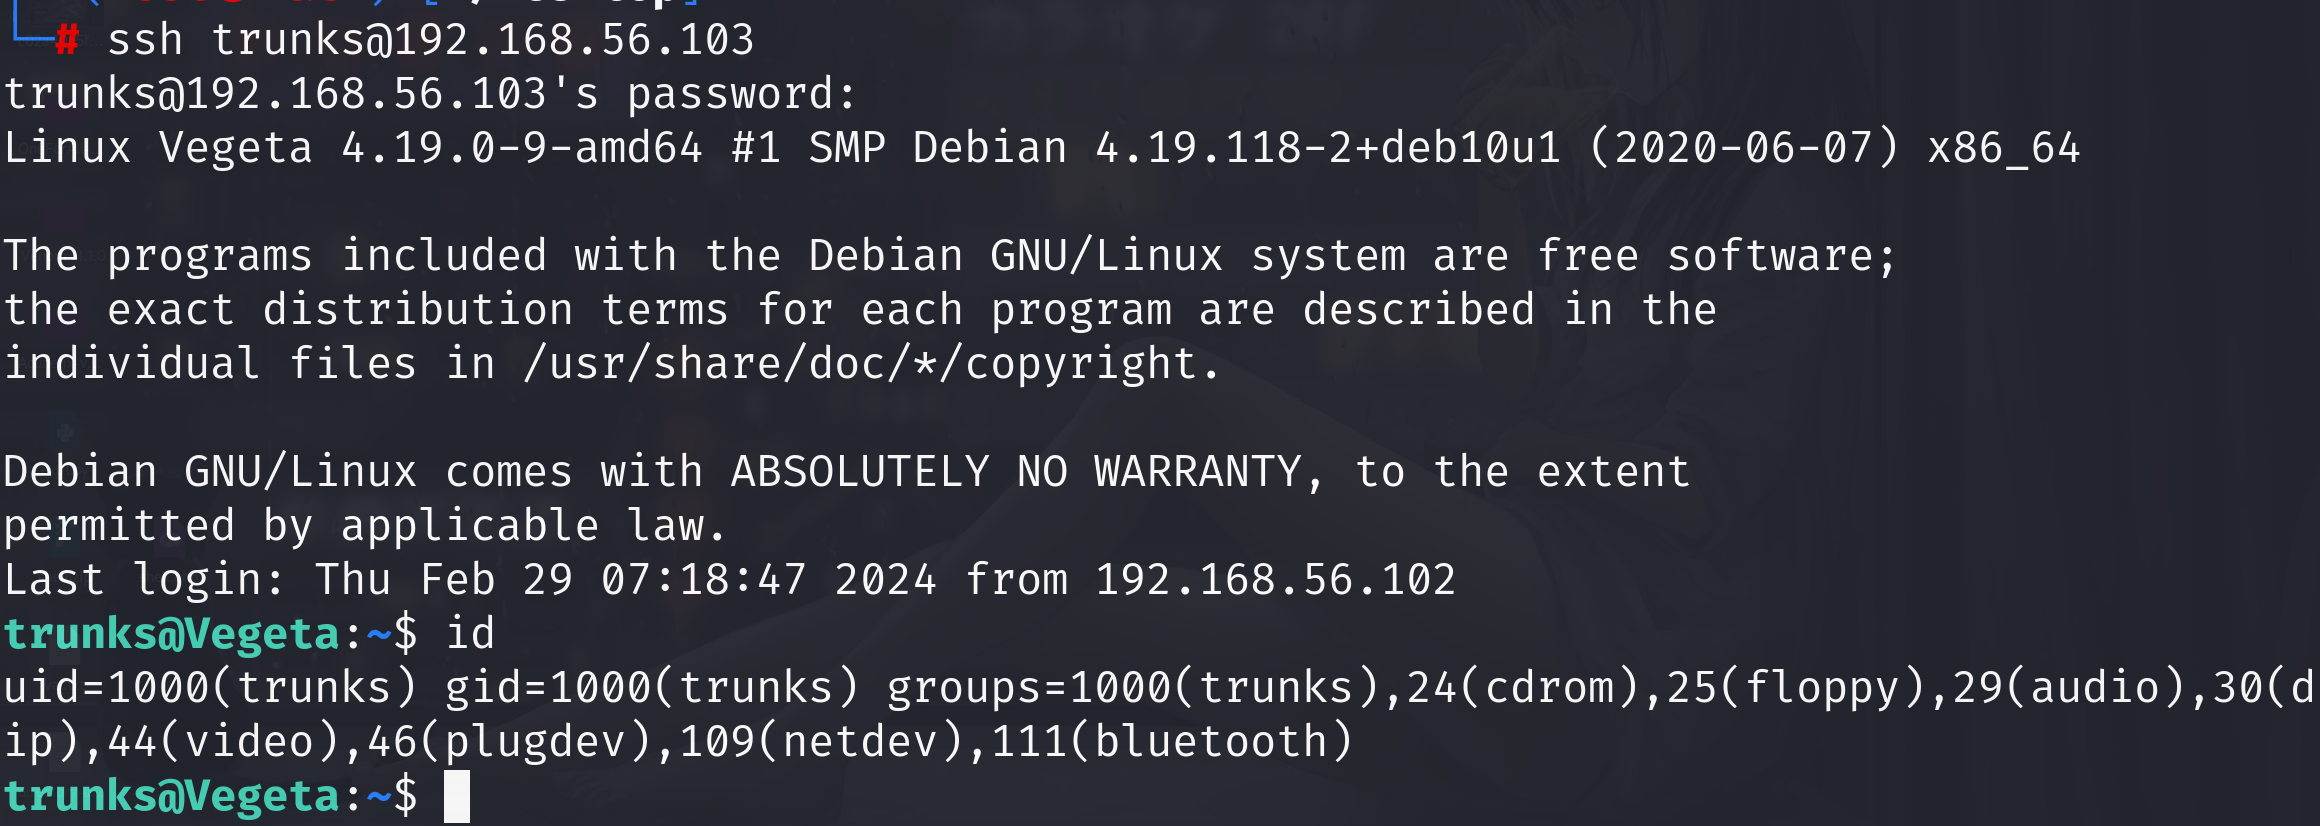 # ssh trunks@192.168.56.103
trunks@192.168.56.103's password:
Linux Vegeta 4.19.0-9-amd64 #1 SMP Debian 4.19.118-2+deb10u1 (2020-06-07) x86_64
The programs included with the Debian GNU/Linux system are free software;
the exact distribution terms for each program are described in the
individual files in /usr/share/doc/*/copyright.
Debian GNU/Linux comes with ABSOLUTELY NO WARRANTY, to the extent
permitted by applicable law.
Last login: Thu Feb 29 07:18:47 2024 from 192.168.56.102
trunks@Vegeta:~$ id
uid=1000(trunks) gid=1000(trunks) groups=1000(trunks),24(cdrom),25(floppy),29(audio),30(d
ip),44(video),46(plugdev),109(netdev),111(bluetooth)
trunks@Vegeta:~$